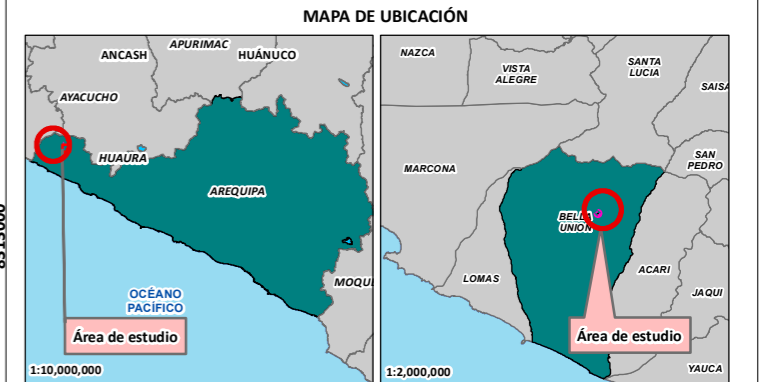 MAPA DE UBICACIÓN
ANCASH
APURIMAC
HUÁNUCO
AYACUCHO
HUAURA
AREQUIPA
MOQU
OCÉANO
PACÍFICO
Área de estudio
1:10,000,000
NAZCA
VISTA
ALEGRE
SANTA
LUCIA
SAISA
SAN
PEDRO
MARCONA
BELLA
UNION
LOMAS
ACARI
JAQUI
Área de estudio
YAUCA
1:2,000,000